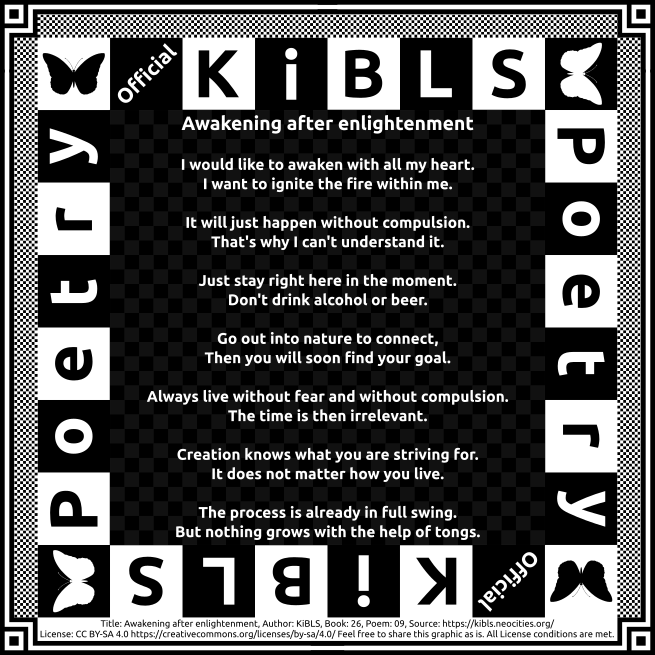 Official KiBLS
Poetry
Poetry
Awakening after enlightenment
I would like to awaken with all my heart.
I want to ignite the fire within me.
It will just happen without compulsion.
That's why I can't understand it.
Just stay right here in the moment.
Don't drink alcohol or beer.
Go out into nature to connect,
Then you will soon find your goal.
Always live without fear and without compulsion.
The time is then irrelevant.
Creation knows what you are striving for.
It does not matter how you live.
The process is already in full swing.
But nothing grows with the help of tongs.
Official KiBLS
Title: Awakening after enlightenment, Author: KiBLS, Book: 26, Poem: 09, Source: https://kibls.neocities.org/
License: CC BY-SA 4.0 https://creativecommons.org/licenses/by-sa/4.0/ Feel free to share this graphic as is. All License conditions are met.